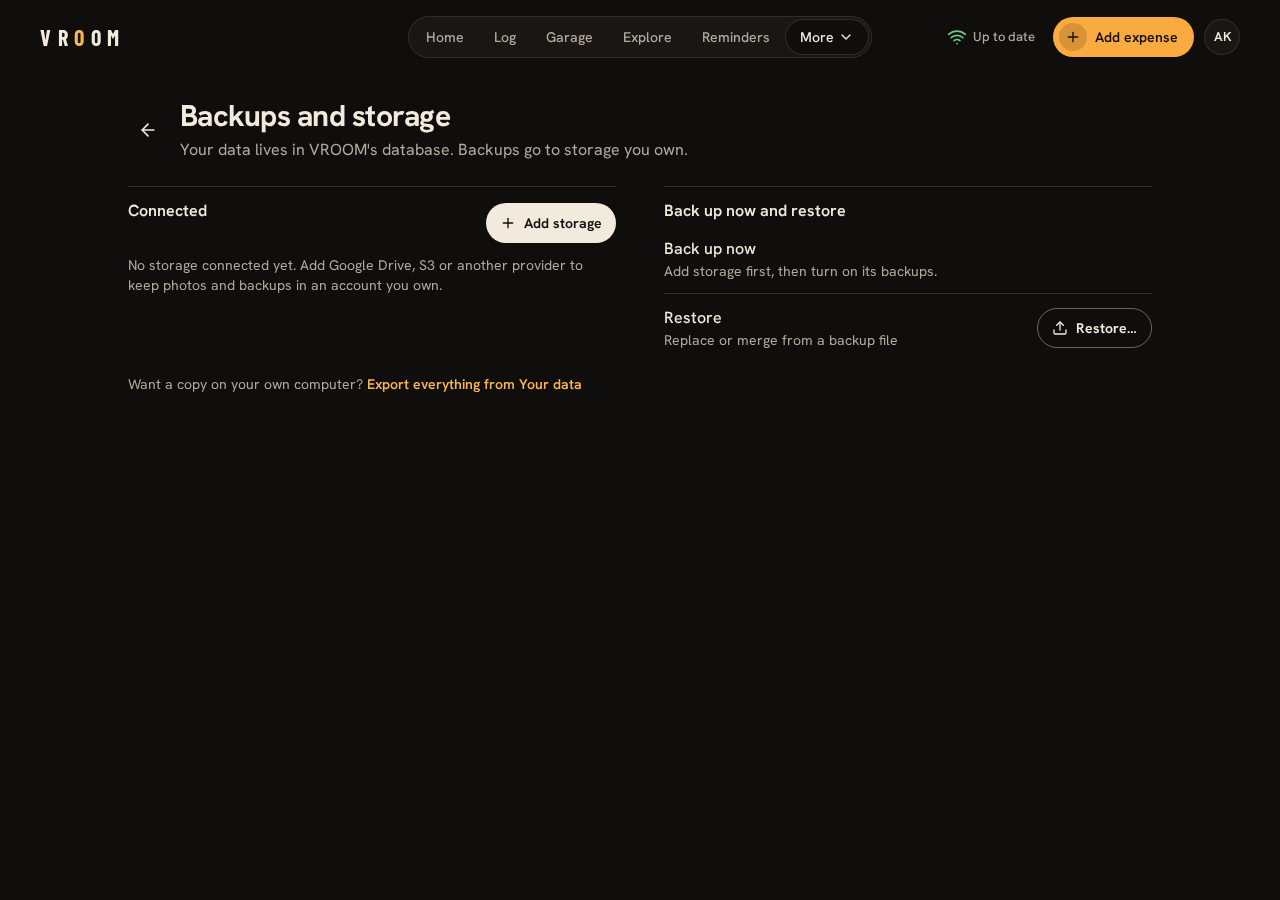 VROOM
Home
Log
Garage
Explore
Reminders
More
Up to date
Add expense
AK
Backups and storage
Your data lives in VROOM's database. Backups go to storage you own.
Connected
Add storage
No storage connected yet. Add Google Drive, S3 or another provider to
keep photos and backups in an account you own.
Back up now and restore
Back up now
Add storage first, then turn on its backups.
Restore
Replace or merge from a backup file
Restore...
Want a copy on your own computer? Export everything from Your data